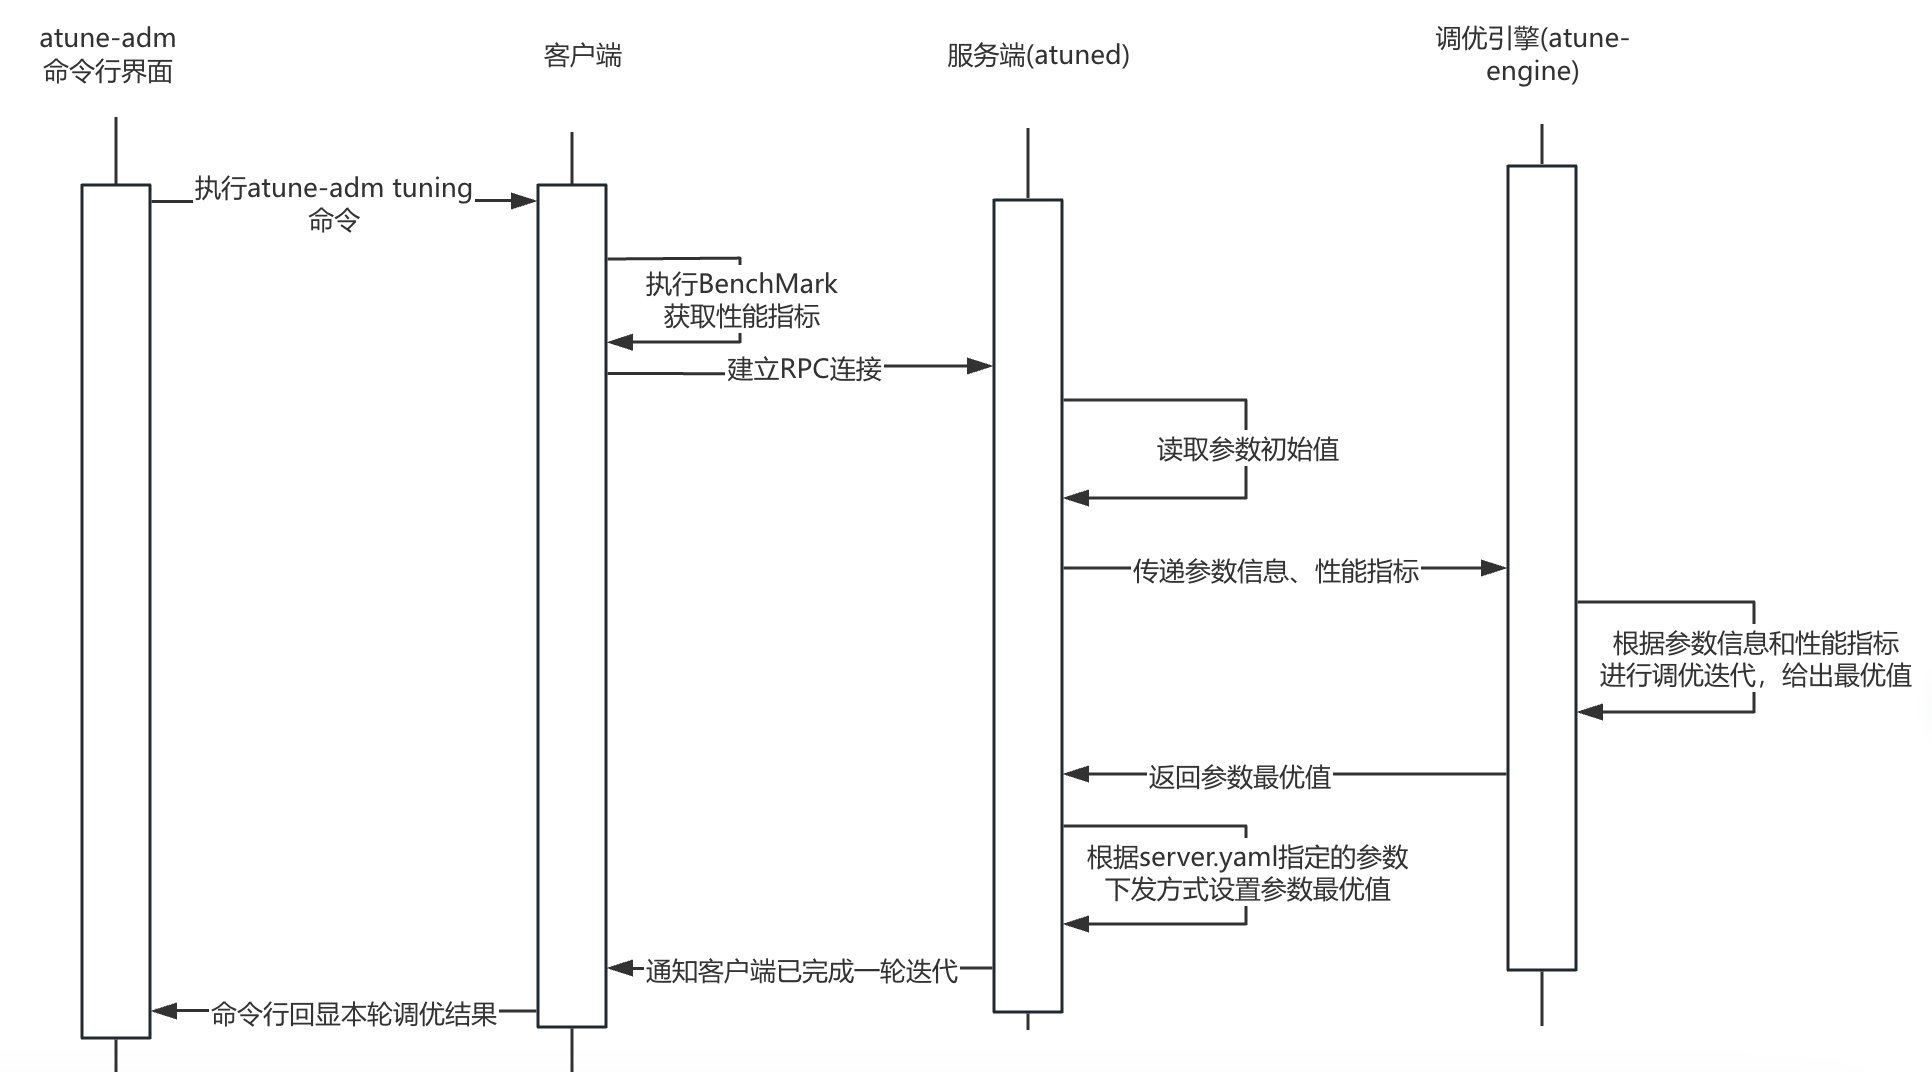 atune-adm
命令行界面
客户端
服务端(atuned)
调优引擎(atune-
engine)
执行atune-adm tuning
命令
执行BenchMark
获取性能指标
建立RPC连接
读取参数初始值
传递参数信息、性能指标
根据参数信息和性能指标
进行调优迭代，给出最优值
返回参数最优值
根据server.yaml指定的参数
下发方式设置参数最优值
通知客户端已完成一轮迭代
命令行回显本轮调优结果